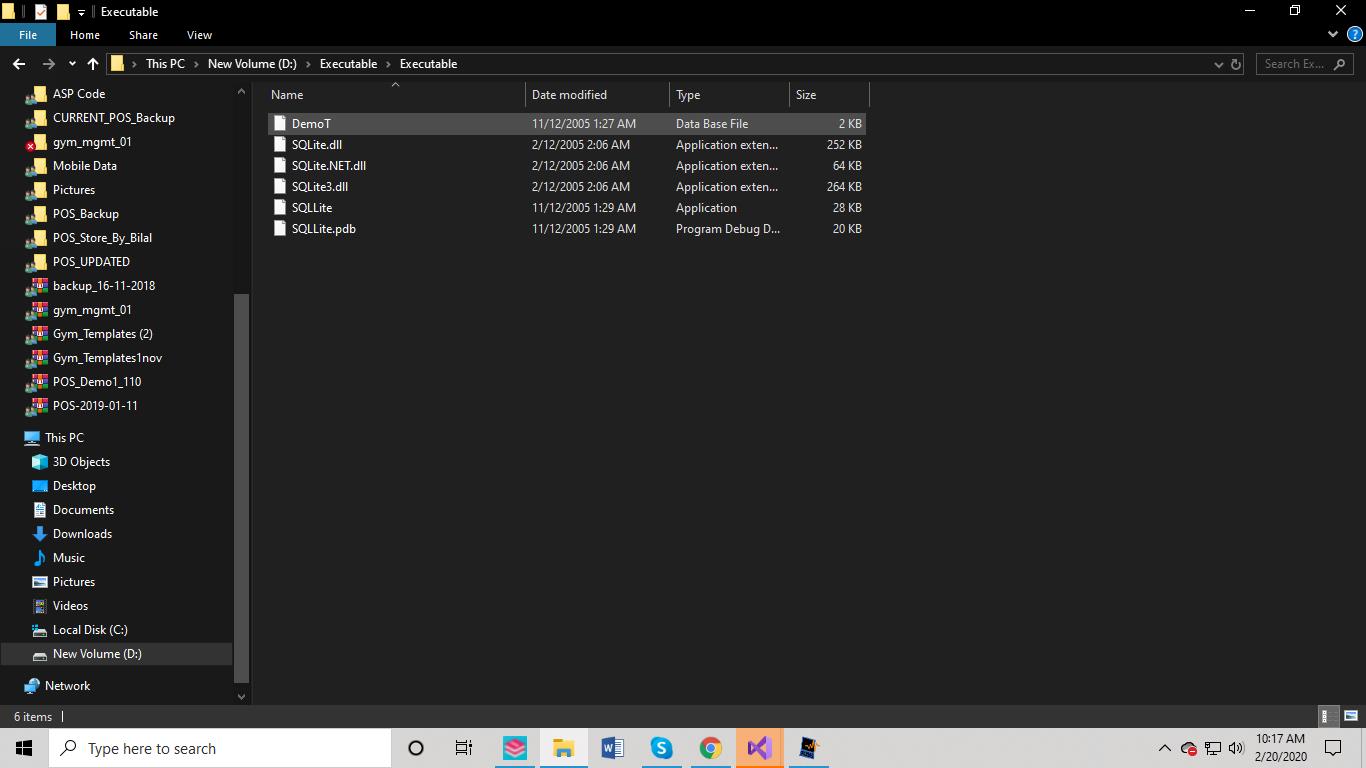 Executable
File Home Share View
This PC New Volume (D:) Executable Executable
Search Ex...
ASP Code
CURRENT_POS_Backup
gym_mgmt_01
Mobile Data
Pictures
POS_Backup
POS_Store_By_Bilal
POS_UPDATED
backup_16-11-2018
gym_mgmt_01
Gym_Templates (2)
Gym_Templates1nov
POS_Demo1_110
POS-2019-01-11
This PC
3D Objects
Desktop
Documents
Downloads
Music
Pictures
Videos
Local Disk (C:)
New Volume (D:)
Network
Name Date modified Type Size
DemoT 11/12/2005 1:27 AM Data Base File 2 KB
SQLite.dll 2/12/2005 2:06 AM Application exten... 252 KB
SQLite.NET.dll 2/12/2005 2:06 AM Application exten... 64 KB
SQLite3.dll 2/12/2005 2:06 AM Application exten... 264 KB
SQLLite 11/12/2005 1:29 AM Application 28 KB
SQLLite.pdb 11/12/2005 1:29 AM Program Debug D... 20 KB
6 items
Type here to search
10:17 AM
2/20/2020